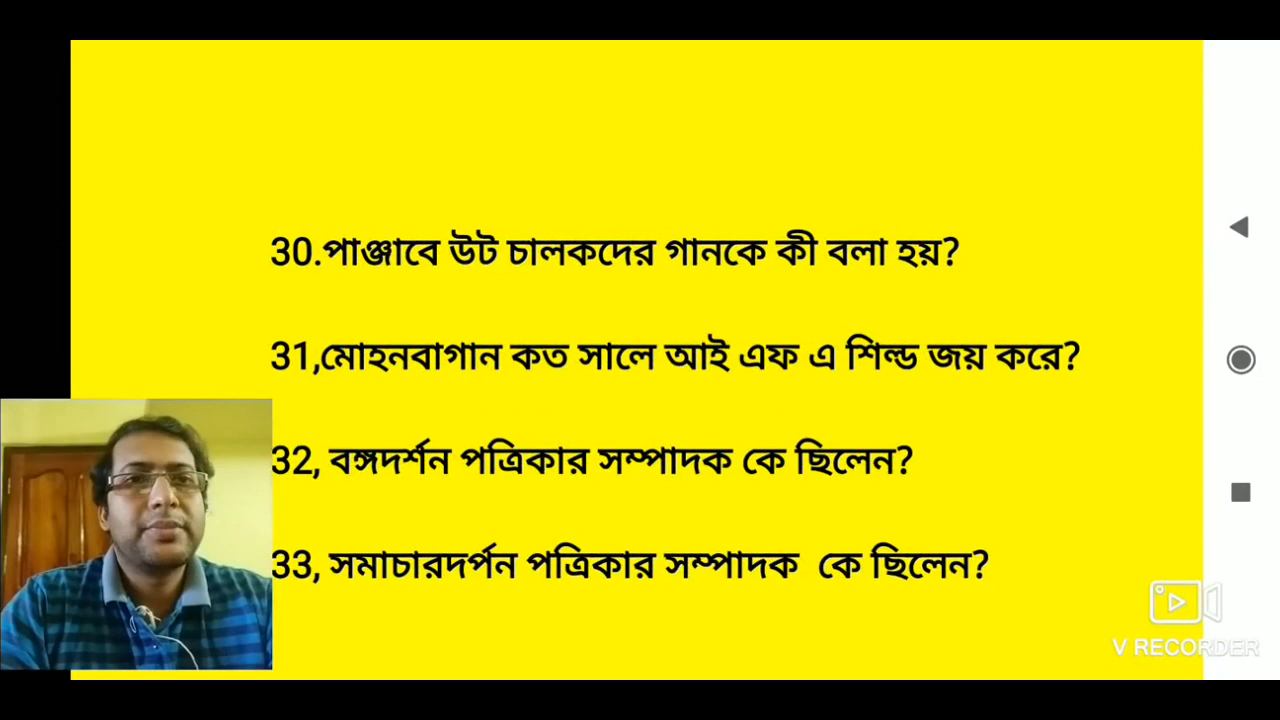 30.পাঞ্জাবে উট চালকদের গানকে কী বলা হয়?
31,মোহনবাগান কত সালে আই এফ এ শিল্ড জয় করে?
32, বঙ্গদর্শন পত্রিকার সম্পাদক কে ছিলেন?
33, সমাচারদর্পন পত্রিকার সম্পাদক কে ছিলেন?
V RECORDER